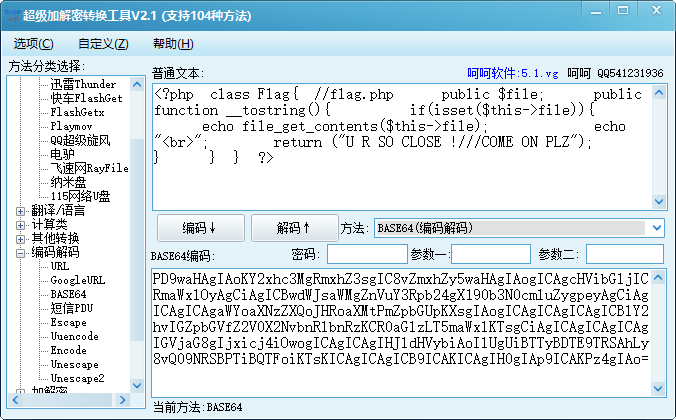 超级加解密转换工具V2.1 (支持104种方法)
选项(C) 自定义(Z) 帮助(H)
方法分类选择:
迅雷Thunder
快车FlashGet
FlashGetx
Playmov
QQ超级旋风
电驴
飞速网RayFile
纳米盘
115网络U盘
翻译/语言
计算类
其他转换
编码解码
URL
GoogleURL
BASE64
短信PDU
Escape
Uuencode
Encode
Unescape
Unescape2
加解密
普通文本: 呵呵软件:5.1.vg 呵呵 QQ541231936
<?php class Flag{ //flag.php public $file; public
function __tostring(){ if(isset($this->file)){
echo file_get_contents($this->file); echo
"<br>"; return ("U R SO CLOSE !///COME ON PLZ");
} } } ?>
编码↓ 解码↑ 方法: BASE64(编码解码)
BASE64编码: 密码: 参数一: 参数二:
PD9waHAgIAoKY2xhc3MgRmxhZ3sgIC8vZmxhZy5waHAgIAogICAgcHVibGljIC
RmaWxlOyAgCiAgICBwdWJsaWMgZnVuY3Rpb24gX190b3N0cmluZygpeyAgCiAg
ICAgICAgaWYoaXNzZXQoJHRoaXMtPmZpbGUpKXsgIAogICAgICAgICAgICBlY2
hvIGZpbGVfZ2V0X2NvbnRlbnRzKCR0aGlzLT5maWxlKTsgCiAgICAgICAgICAg
IGVjaG8gIjxicj4iOwogICAgICAgIHJldHVybiAoIlUgUiBTTyBDTE9TRSAhLy
8vQ09NRSBPTiBQTFoiKTsKICAgICAgICB9ICAKICAgIH0gIAp9ICAKPz4gIAo=
当前方法:BASE64